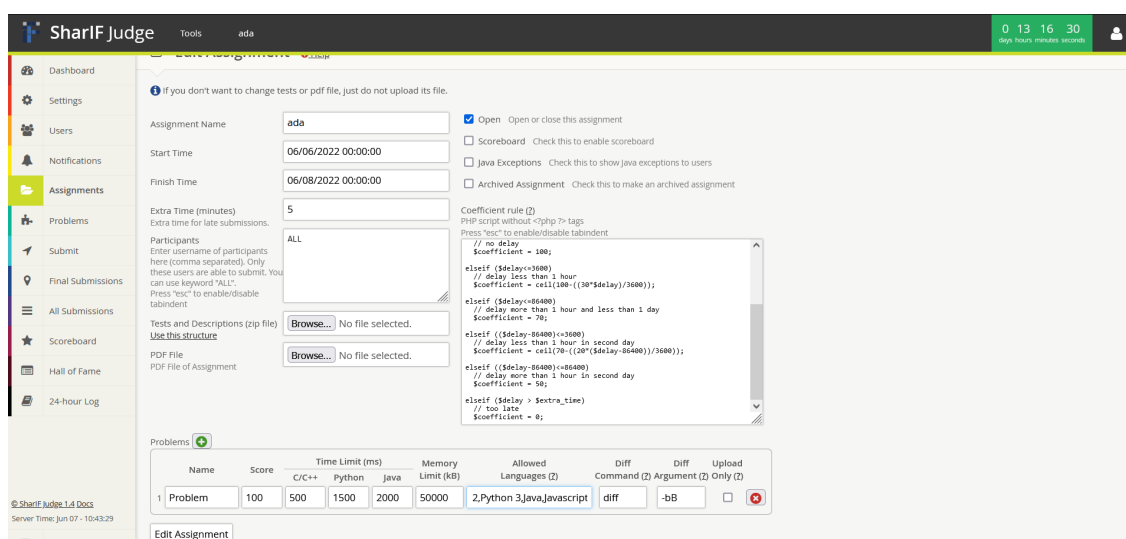 SharIF Judge
Tools
ada
0 13 16 30
days hours minutes seconds
Dashboard
Settings
Users
Notifications
Assignments
Problems
Submit
Final Submissions
All Submissions
Scoreboard
Hall of Fame
24-hour Log
© SharIF Judge 1.4 Docs
Server Time: Jun 07 - 10:43:29
Edit Assignment Help
If you don't want to change tests or pdf file, just do not upload its file.
Assignment Name
ada
Start Time
06/06/2022 00:00:00
Finish Time
06/08/2022 00:00:00
Extra Time (minutes)
Extra time for late submissions.
5
Participants
Enter username of participants
here (comma separated). Only
these users are able to submit. You
can use keyword "ALL".
Press "esc" to enable/disable
tabindent
ALL
Tests and Descriptions (zip file)
Use this structure
Browse... No file selected.
PDF File
PDF File of Assignment
Browse... No file selected.
Open Open or close this assignment
Scoreboard Check this to enable scoreboard
Java Exceptions Check this to show Java exceptions to users
Archived Assignment Check this to make an archived assignment
Coefficient rule (?)
PHP script without <?php ?> tags
Press "esc" to enable/disable tabindent
// no delay
$coefficient = 100;
elseif ($delay<=3600)
// delay less than 1 hour
$coefficient = ceil(100-((30*$delay)/3600));
elseif ($delay<=86400)
// delay more than 1 hour and less than 1 day
$coefficient = 70;
elseif (($delay-86400)<=3600)
// delay less than 1 hour in second day
$coefficient = ceil(70-((20*($delay-86400))/3600));
elseif (($delay-86400)<=86400)
// delay more than 1 hour in second day
$coefficient = 50;
elseif ($delay > $extra_time)
// too late
$coefficient = 0;
Problems
Name Score Time Limit (ms) Memory Limit (kB) Allowed Languages (?) Diff Command (?) Diff Argument (?) Upload Only (?)
C/C++ Python Java
1 Problem 100 500 1500 2000 50000 2,Python 3,Java,Javascript diff -bB
Edit Assignment